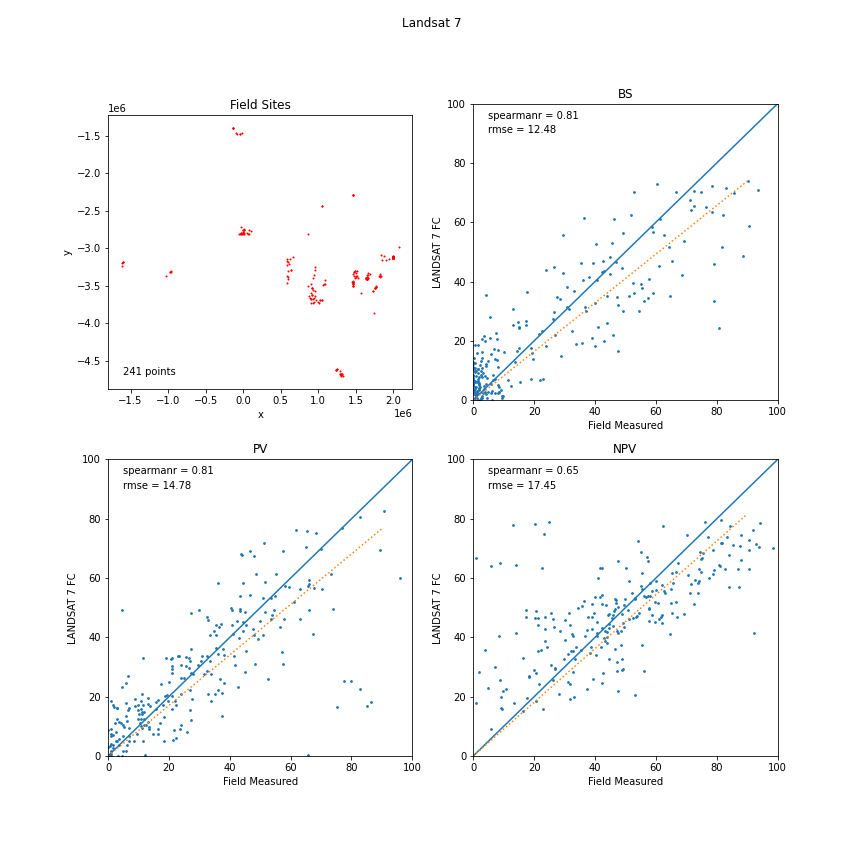 Landsat 7
Field Sites
1e6
−1.5
−2.0
−2.5
−3.0
−3.5
−4.0
−4.5
y
241 points
−1.5 −1.0 −0.5 0.0 0.5 1.0 1.5 2.0
1e6
x
BS
100
80
60
40
20
0
LANDSAT 7 FC
spearmanr = 0.81
rmse = 12.48
0 20 40 60 80 100
Field Measured
PV
100
80
60
40
20
0
LANDSAT 7 FC
spearmanr = 0.81
rmse = 14.78
0 20 40 60 80 100
Field Measured
NPV
100
80
60
40
20
0
LANDSAT 7 FC
spearmanr = 0.65
rmse = 17.45
0 20 40 60 80 100
Field Measured